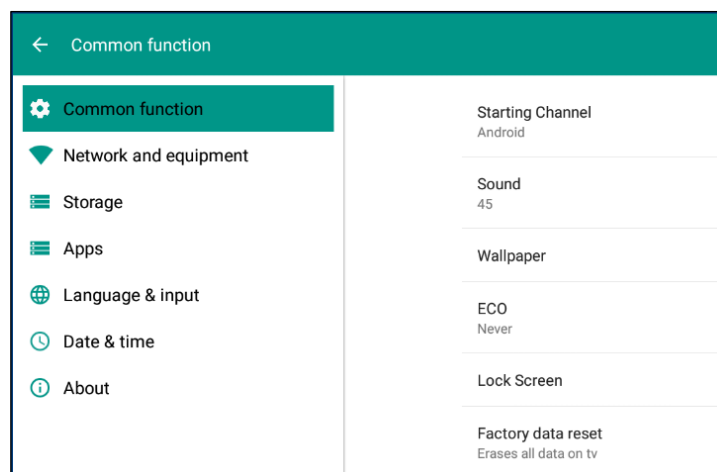 Common function
Common function
Network and equipment
Storage
Apps
Language & input
Date & time
About
Starting Channel
Android
Sound
45
Wallpaper
ECO
Never
Lock Screen
Factory data reset
Erases all data on tv